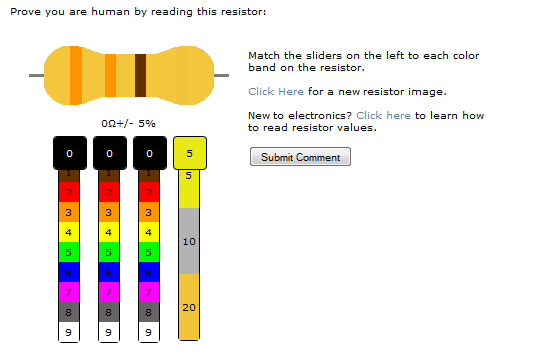 Prove you are human by reading this resistor:
Match the sliders on the left to each color
band on the resistor.
Click Here for a new resistor image.
New to electronics? Click here to learn how
to read resistor values.
Submit Comment
0Ω+/- 5%
0 0 0 5
1 1 1 5
2 2 2
3 3 3
4 4 4
5 5 5 10
6 6 6
7 7 7
8 8 8 20
9 9 9